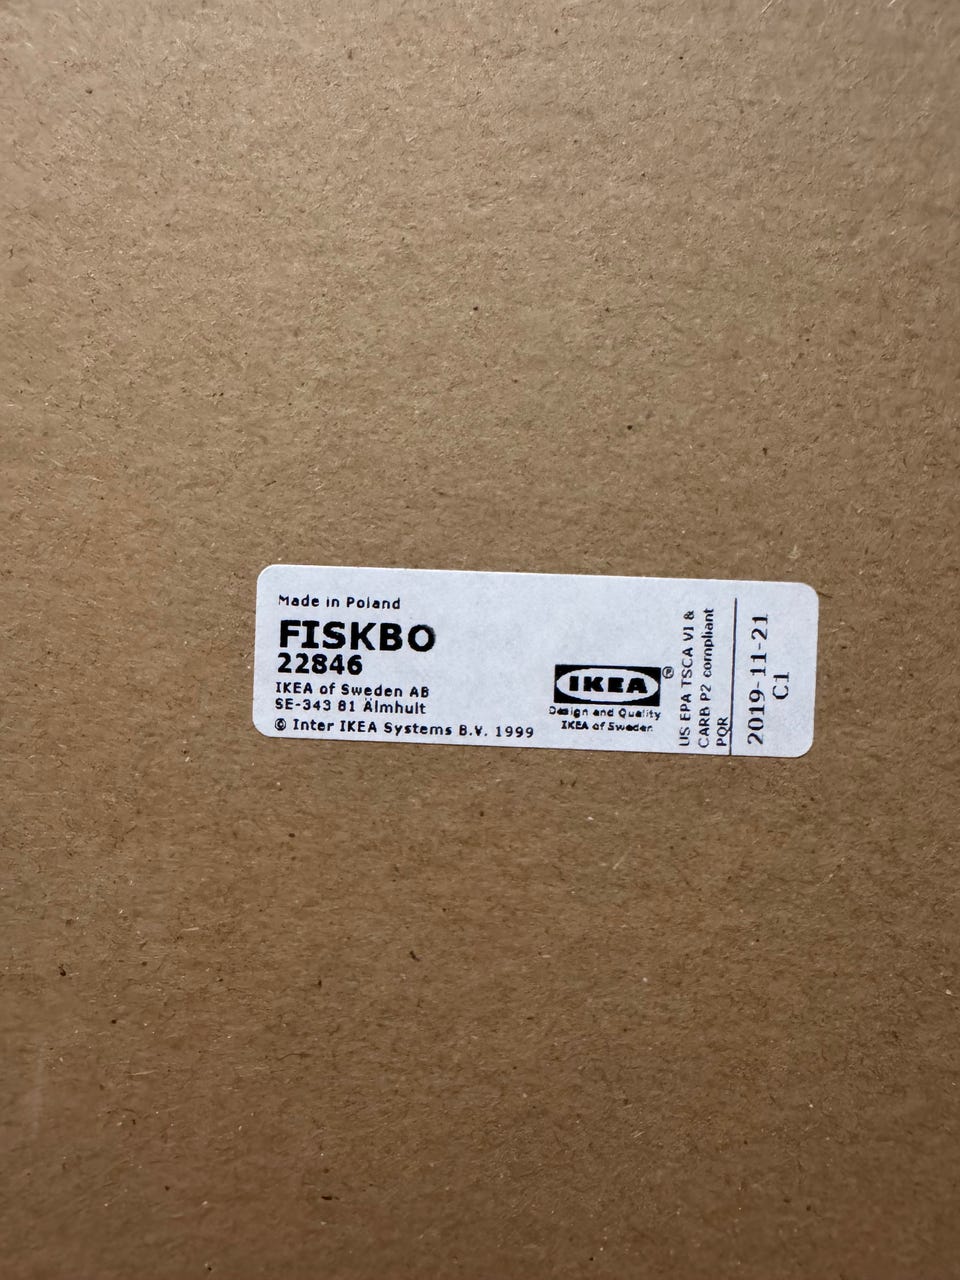 Made in Poland
FISKBO
22846
IKEA of Sweden AB
SE-343 81 Älmhult
© Inter IKEA Systems B.V. 1999
IKEA®
Design and Quality
IKEA of Sweden
US EPA TSCA VI &
CARB P2 compliant
PQR
2019-11-21
C1